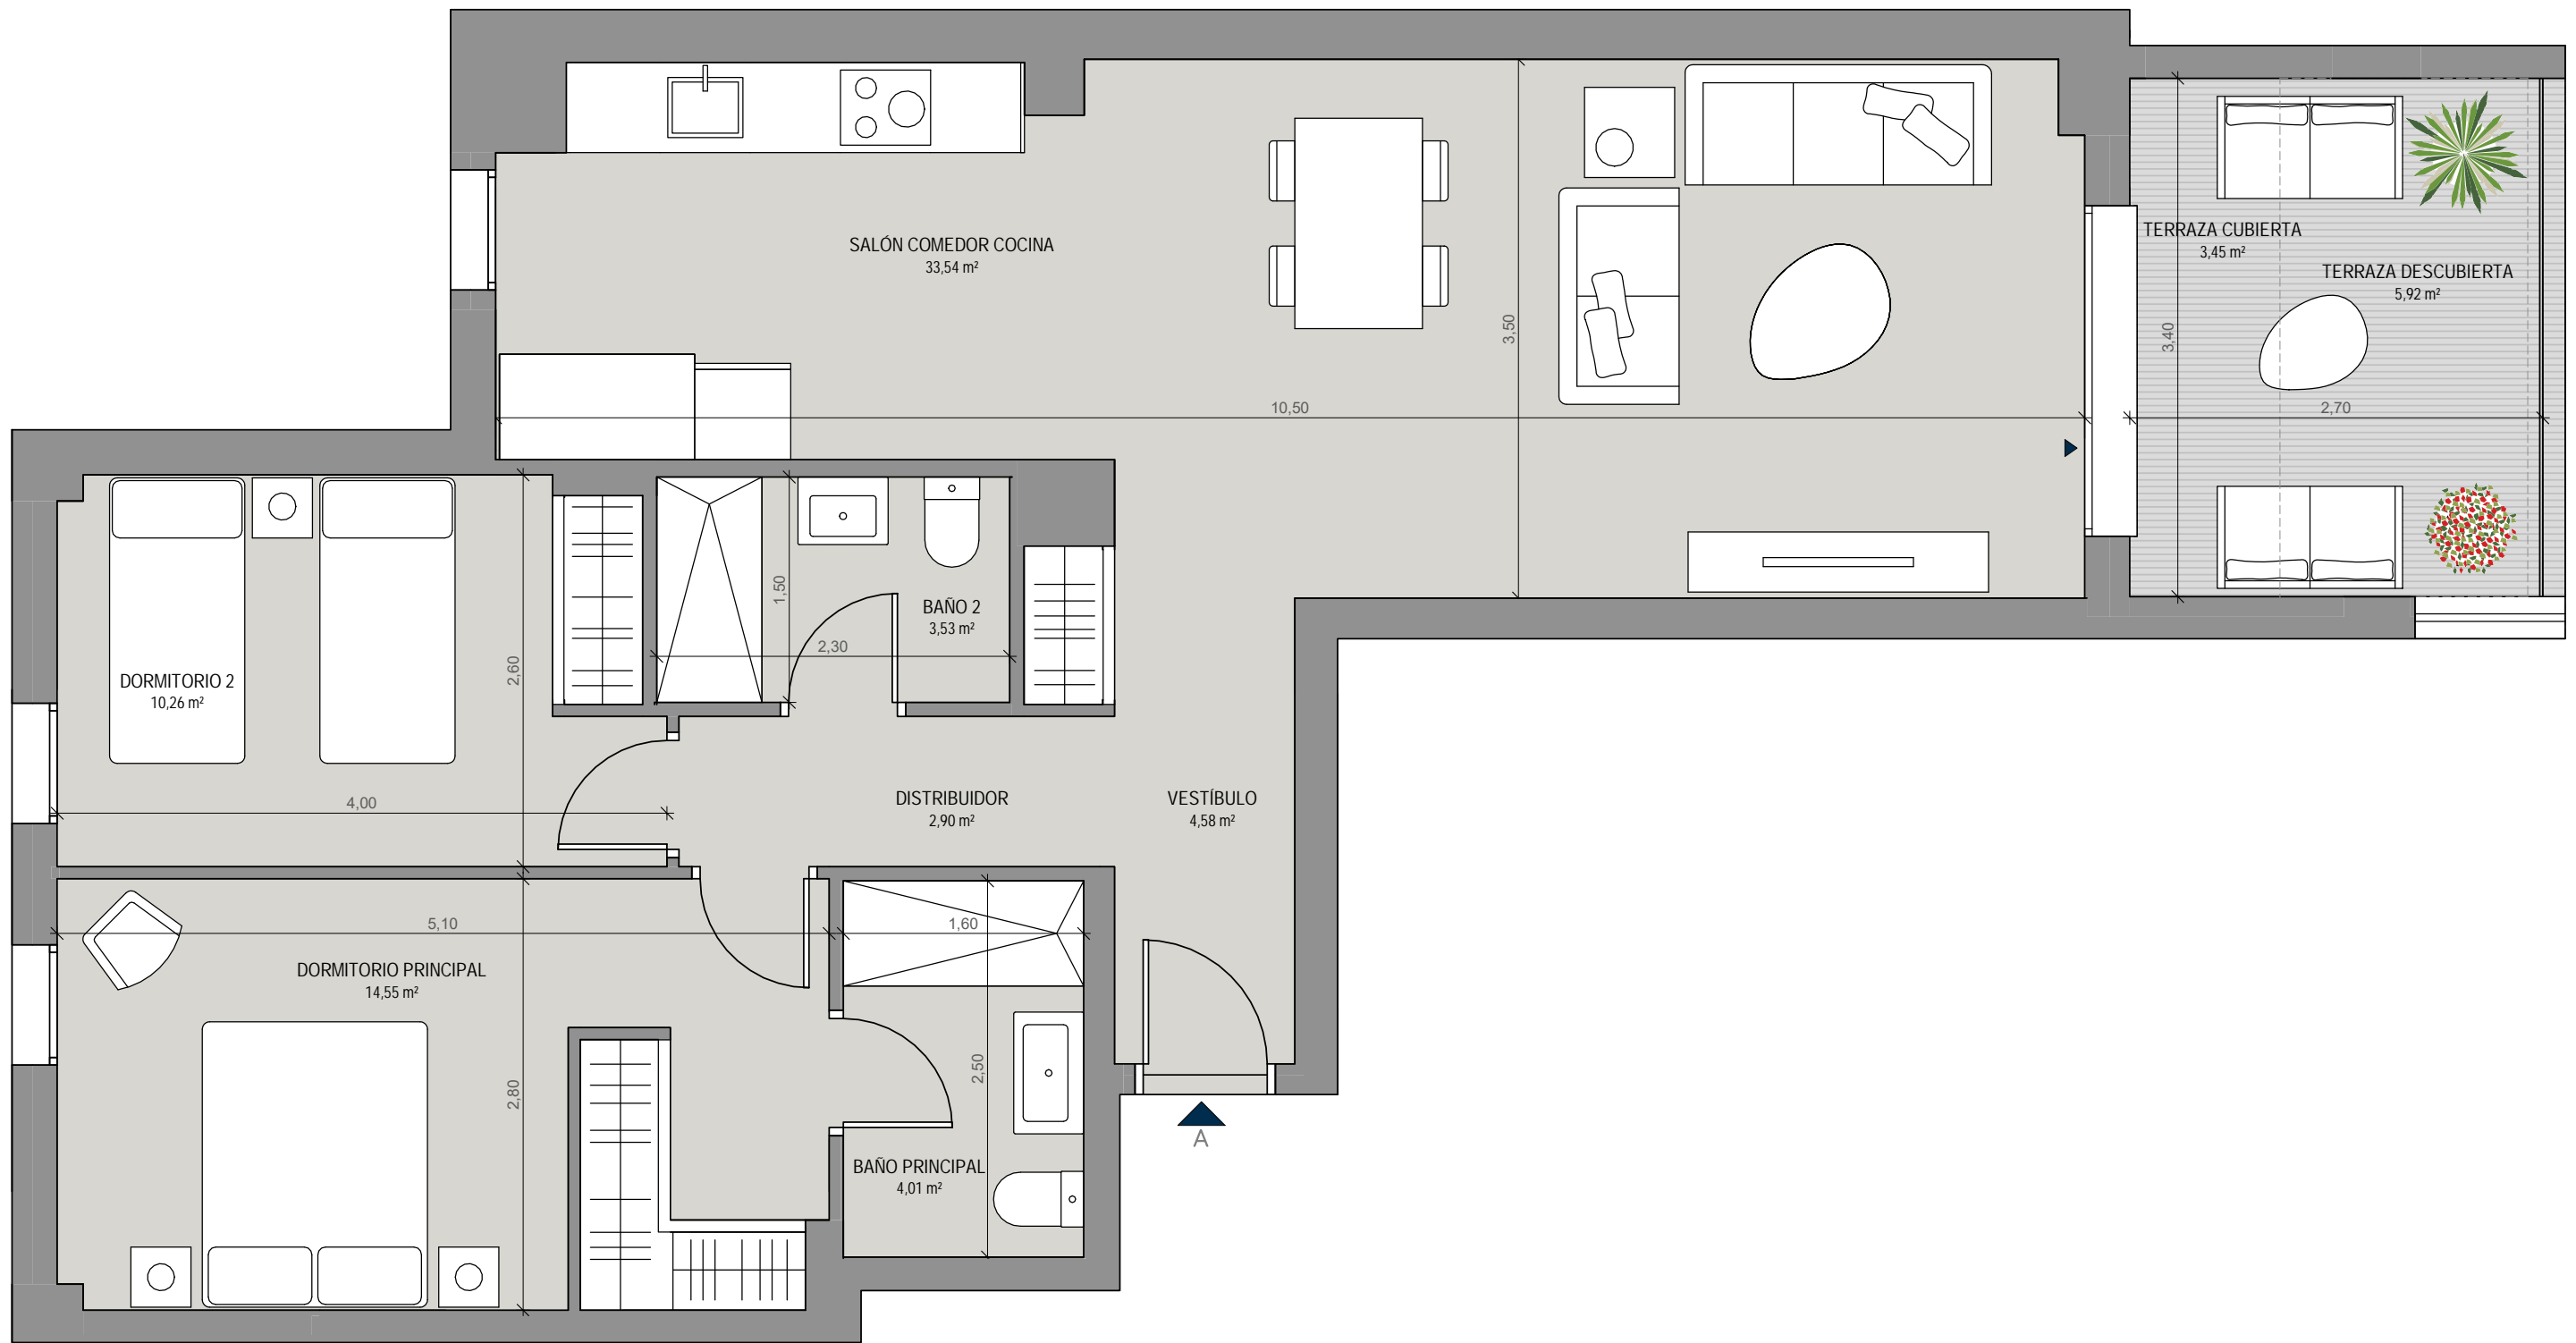 SALÓN COMEDOR COCINA
33,54 m²
TERRAZA CUBIERTA
3,45 m²
TERRAZA DESCUBIERTA
5,92 m²
3,50
3,40
10,50
2,70
1,50
BAÑO 2
3,53 m²
2,30
2,60
DORMITORIO 2
10,26 m²
4,00
DISTRIBUIDOR
2,90 m²
VESTÍBULO
4,58 m²
5,10
1,60
DORMITORIO PRINCIPAL
14,55 m²
2,80
2,50
BAÑO PRINCIPAL
4,01 m²
A